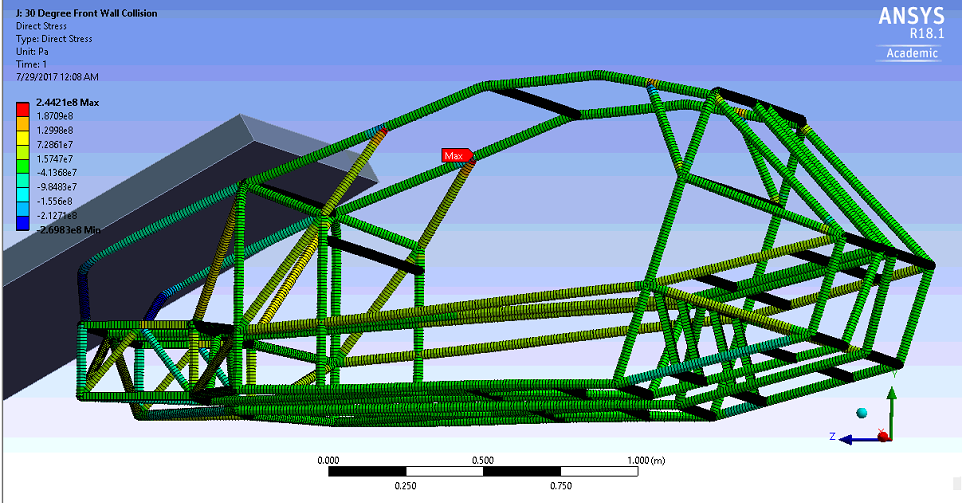 J: 30 Degree Front Wall Collision
Direct Stress
Type: Direct Stress
Unit: Pa
Time: 1
7/29/2017 12:08 AM
ANSYS
R18.1
Academic
2.4421e8 Max
1.8709e8
1.2998e8
7.2861e7
1.5747e7
-4.1368e7
-9.8483e7
-1.556e8
-2.1271e8
-2.6983e8 Min
Max
Z
0.000 0.500 1.000 (m)
0.250 0.750